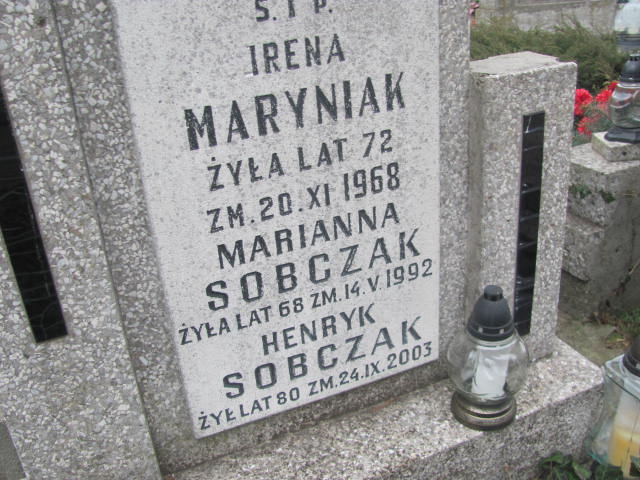 Ś. † P.
IRENA
MARYNIAK
ŻYŁA LAT 72
ZM. 20. XI 1968
MARIANNA
SOBCZAK
ŻYŁA LAT 68 ZM. 14. V. 1992
HENRYK
SOBCZAK
ŻYŁ LAT 80 ZM. 24. IX. 2003